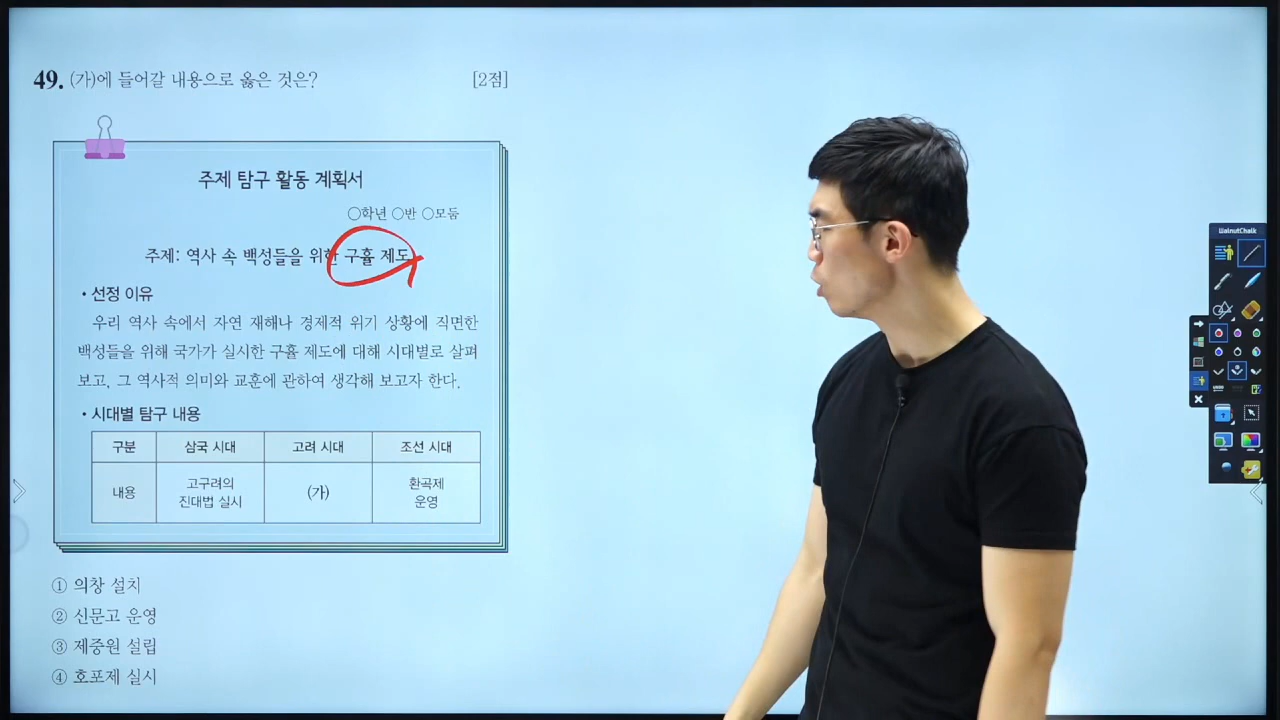 49. (가)에 들어갈 내용으로 옳은 것은? [2점]
주제 탐구 활동 계획서
○학년 ○반 ○모둠
주제: 역사 속 백성들을 위한 구휼 제도
• 선정 이유
우리 역사 속에서 자연 재해나 경제적 위기 상황에 직면한
백성들을 위해 국가가 실시한 구휼 제도에 대해 시대별로 살펴
보고, 그 역사적 의미와 교훈에 관하여 생각해 보고자 한다.
• 시대별 탐구 내용
구분 삼국 시대 고려 시대 조선 시대
내용 고구려의 진대법 실시 (가) 환곡제 운영
① 의창 설치
② 신문고 운영
③ 제중원 설립
④ 호포제 실시
WalnutChalk